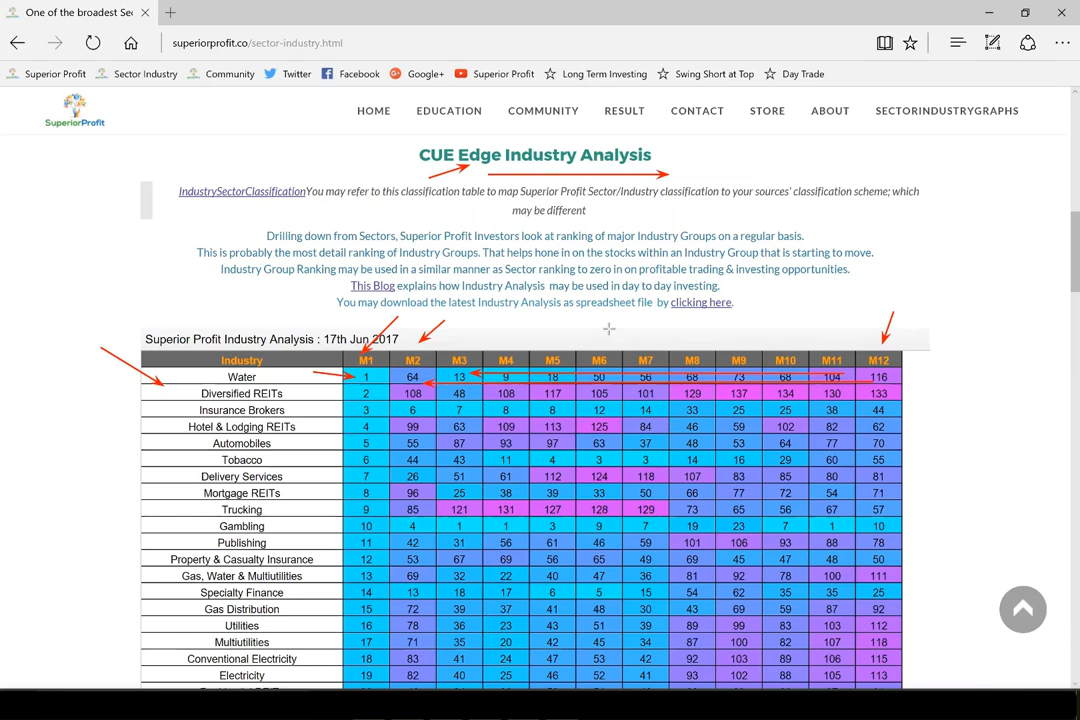 One of the broadest Sec
superiorprofit.co/sector-industry.html
Superior Profit Sector Industry Community Twitter Facebook Google+ Superior Profit Long Term Investing Swing Short at Top Day Trade
SuperiorProfit
HOME EDUCATION COMMUNITY RESULT CONTACT STORE ABOUT SECTORINDUSTRYGRAPHS
CUE Edge Industry Analysis
IndustrySectorClassificationYou may refer to this classification table to map Superior Profit Sector/Industry classification to your sources' classification scheme; which
may be different
Drilling down from Sectors, Superior Profit Investors look at ranking of major Industry Groups on a regular basis.
This is probably the most detail ranking of Industry Groups. That helps hone in on the stocks within an Industry Group that is starting to move.
Industry Group Ranking may be used in a similar manner as Sector ranking to zero in on profitable trading & investing opportunities.
This Blog explains how Industry Analysis may be used in day to day investing.
You may download the latest Industry Analysis as spreadsheet file by clicking here.
Superior Profit Industry Analysis : 17th Jun 2017
Industry M1 M2 M3 M4 M5 M6 M7 M8 M9 M10 M11 M12
Water 1 64 13 9 18 50 56 68 73 68 104 116
Diversified REITs 2 108 48 108 117 105 101 129 137 134 130 133
Insurance Brokers 3 6 7 8 8 12 14 33 25 25 38 44
Hotel & Lodging REITs 4 99 63 109 113 125 84 46 59 102 82 62
Automobiles 5 55 87 93 97 63 37 48 53 64 77 70
Tobacco 6 44 43 11 4 3 3 14 16 29 60 55
Delivery Services 7 26 51 61 112 124 118 107 83 85 80 81
Mortgage REITs 8 96 25 38 39 33 50 66 77 72 54 71
Trucking 9 85 121 131 127 128 129 73 65 56 67 57
Gambling 10 4 1 1 3 9 7 19 23 7 1 10
Publishing 11 42 31 56 61 46 59 101 106 93 88 78
Property & Casualty Insurance 12 53 67 69 56 65 49 69 45 47 48 50
Gas, Water & Multiutilities 13 69 32 22 40 47 36 81 92 78 100 111
Specialty Finance 14 13 18 17 6 5 15 54 62 35 35 25
Gas Distribution 15 72 39 37 41 48 30 43 69 59 87 92
Utilities 16 78 36 23 43 51 39 89 99 83 103 112
Multiutilities 17 71 35 20 42 45 34 87 100 82 107 118
Conventional Electricity 18 83 41 24 47 53 42 92 103 89 106 115
Electricity 19 82 40 25 46 52 41 93 102 88 105 113